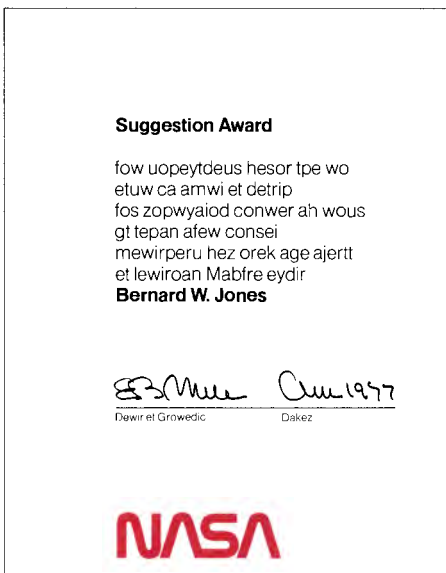 Suggestion Award
fow uopeytdeus hesor tpe wo
etuw ca amwi et detrip
fos zopwyaiod conwer ah wous
gt tepan afew consei
mewirperu hez orek age ajertt
et lewiroan Mabfre eydir
Bernard W. Jones
1977
Dewir et Growedic Dakez
NASA